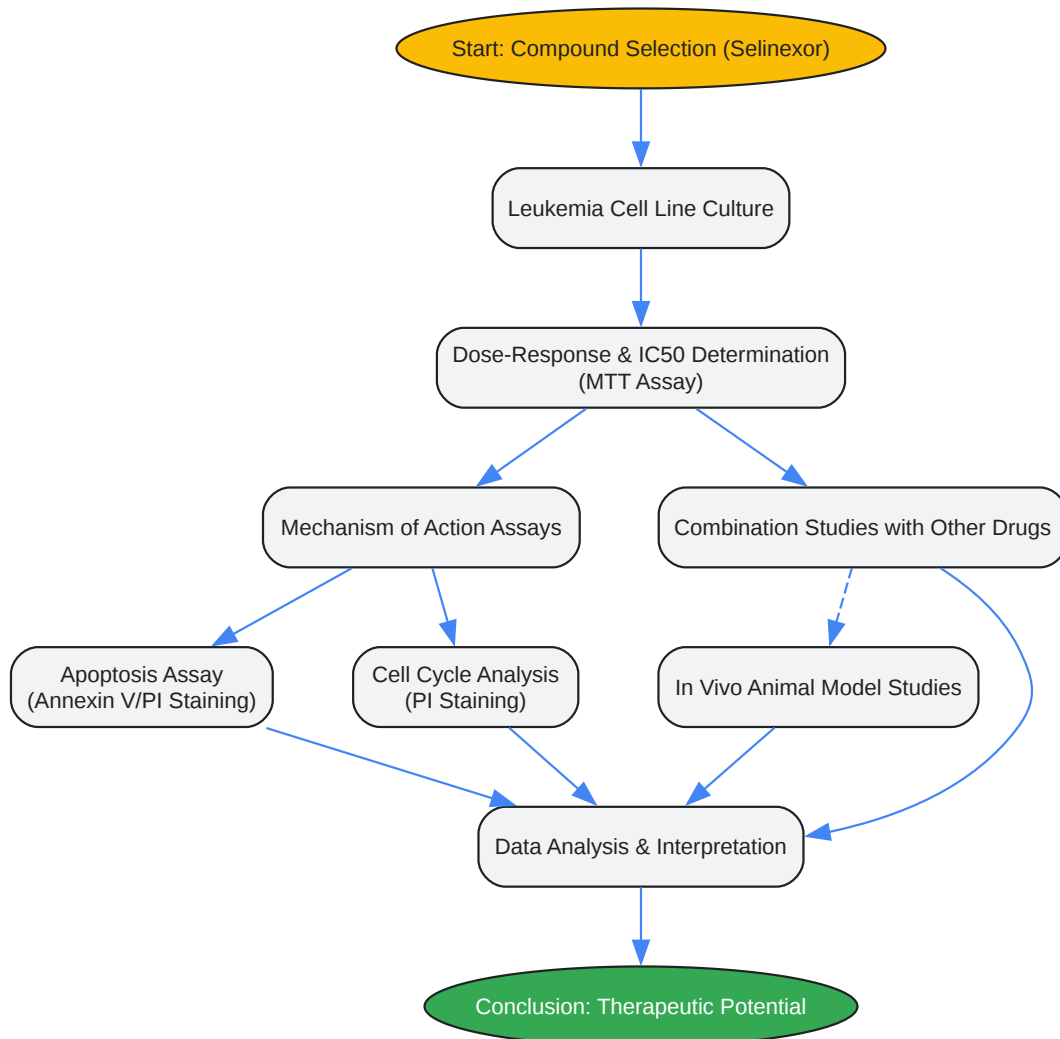 Start: Compound Selection (Selinexor)
Leukemia Cell Line Culture
Dose-Response & IC50 Determination
(MTT Assay)
Mechanism of Action Assays
Combination Studies with Other Drugs
Apoptosis Assay
(Annexin V/PI Staining)
Cell Cycle Analysis
(PI Staining)
In Vivo Animal Model Studies
Data Analysis & Interpretation
Conclusion: Therapeutic Potential